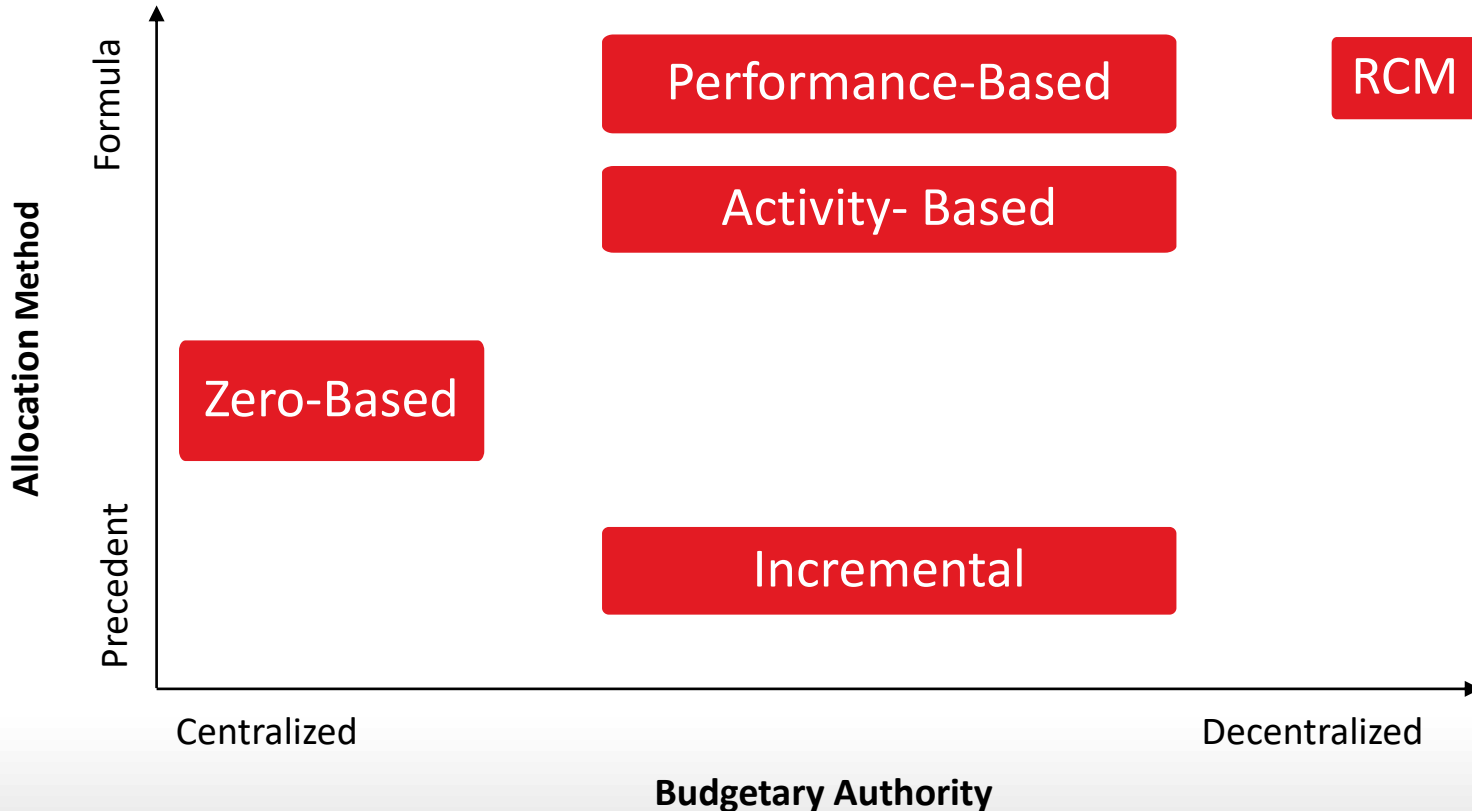 Allocation Method
Formula
Precedent
Performance-Based
RCM
Activity- Based
Zero-Based
Incremental
Centralized
Decentralized
Budgetary Authority